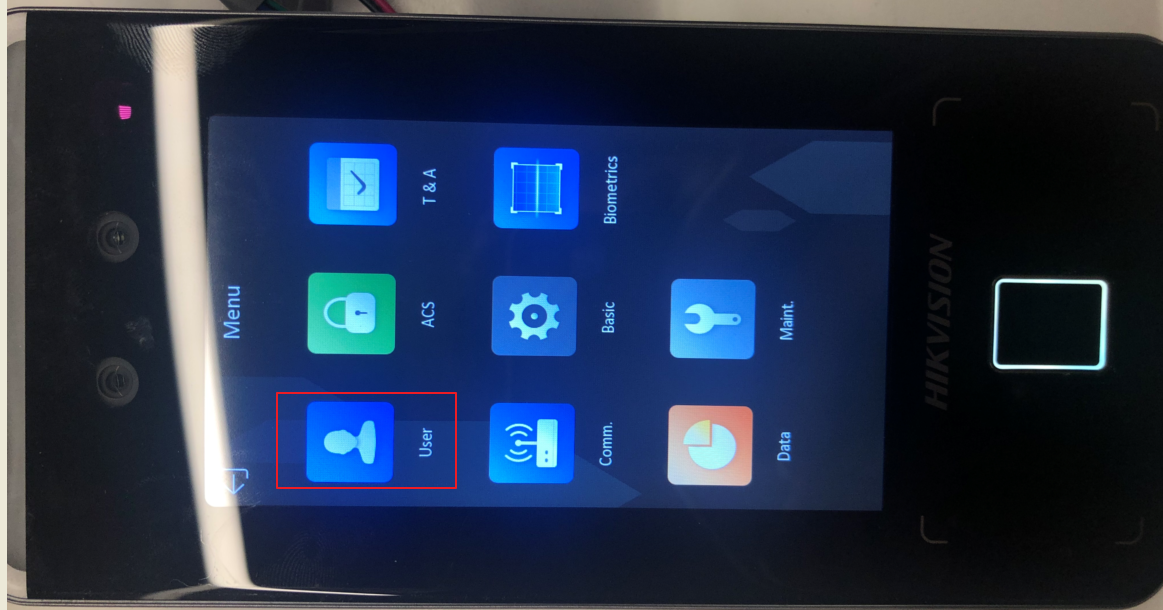 Menu
User
ACS
T & A
Comm.
Basic
Biometrics
Data
Maint.
HIKVISION